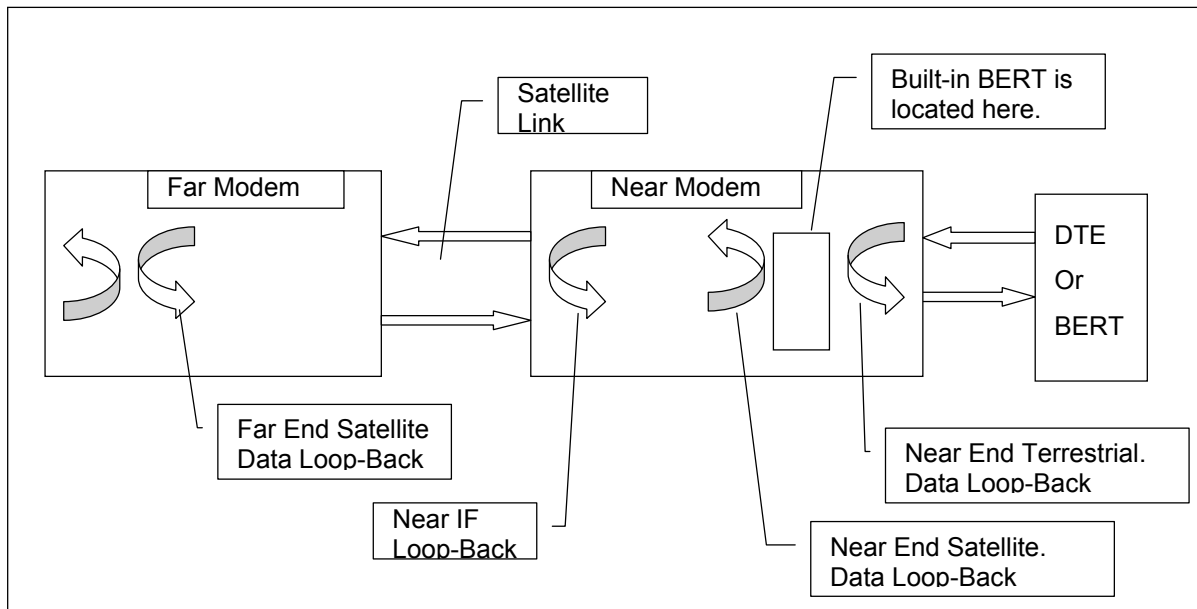 Built-in BERT is
located here.
Satellite
Link
Far Modem
Near Modem
DTE
Or
BERT
Far End Satellite
Data Loop-Back
Near End Terrestrial.
Data Loop-Back
Near IF
Loop-Back
Near End Satellite.
Data Loop-Back